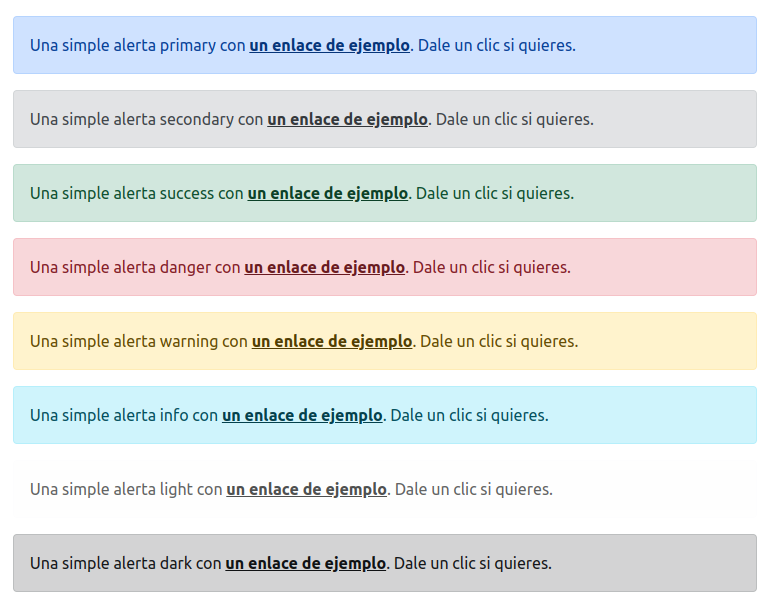 Una simple alerta primary con un enlace de ejemplo. Dale un clic si quieres.
Una simple alerta secondary con un enlace de ejemplo. Dale un clic si quieres.
Una simple alerta success con un enlace de ejemplo. Dale un clic si quieres.
Una simple alerta danger con un enlace de ejemplo. Dale un clic si quieres.
Una simple alerta warning con un enlace de ejemplo. Dale un clic si quieres.
Una simple alerta info con un enlace de ejemplo. Dale un clic si quieres.
Una simple alerta light con un enlace de ejemplo. Dale un clic si quieres.
Una simple alerta dark con un enlace de ejemplo. Dale un clic si quieres.